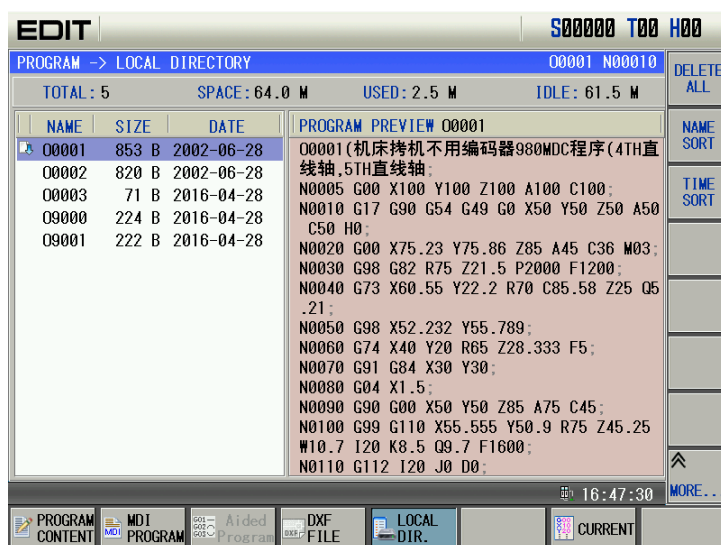 EDIT S00000 T00 H00
PROGRAM -> LOCAL DIRECTORY O0001 N00010
TOTAL: 5 SPACE: 64.0 M USED: 2.5 M IDLE: 61.5 M
DELETE
ALL
NAME
SORT
TIME
SORT
MORE..
NAME SIZE DATE
O0001 853 B 2002-06-28
O0002 820 B 2002-06-28
O0003 71 B 2016-04-28
O9000 224 B 2016-04-28
O9001 222 B 2016-04-28
PROGRAM PREVIEW O0001
O0001(机床拷机不用编码器980MDC程序(4TH直
线轴,5TH直线轴;
N0005 G00 X100 Y100 Z100 A100 C100;
N0010 G17 G90 G54 G49 G0 X50 Y50 Z50 A50
C50 H0;
N0020 G00 X75.23 Y75.86 Z85 A45 C36 M03;
N0030 G98 G82 R75 Z21.5 P2000 F1200;
N0040 G73 X60.55 Y22.2 R70 C85.58 Z25 Q5
.21;
N0050 G98 X52.232 Y55.789;
N0060 G74 X40 Y20 R65 Z28.333 F5;
N0070 G91 G84 X30 Y30;
N0080 G04 X1.5;
N0090 G90 G00 X50 Y50 Z85 A75 C45;
N0100 G99 G110 X55.555 Y50.9 R75 Z45.25
W10.7 I20 K8.5 Q9.7 F1600;
N0110 G112 I20 J0 D0;
16:47:30
PROGRAM
CONTENT
MDI
PROGRAM
Aided
Program
DXF
FILE
LOCAL
DIR.
CURRENT